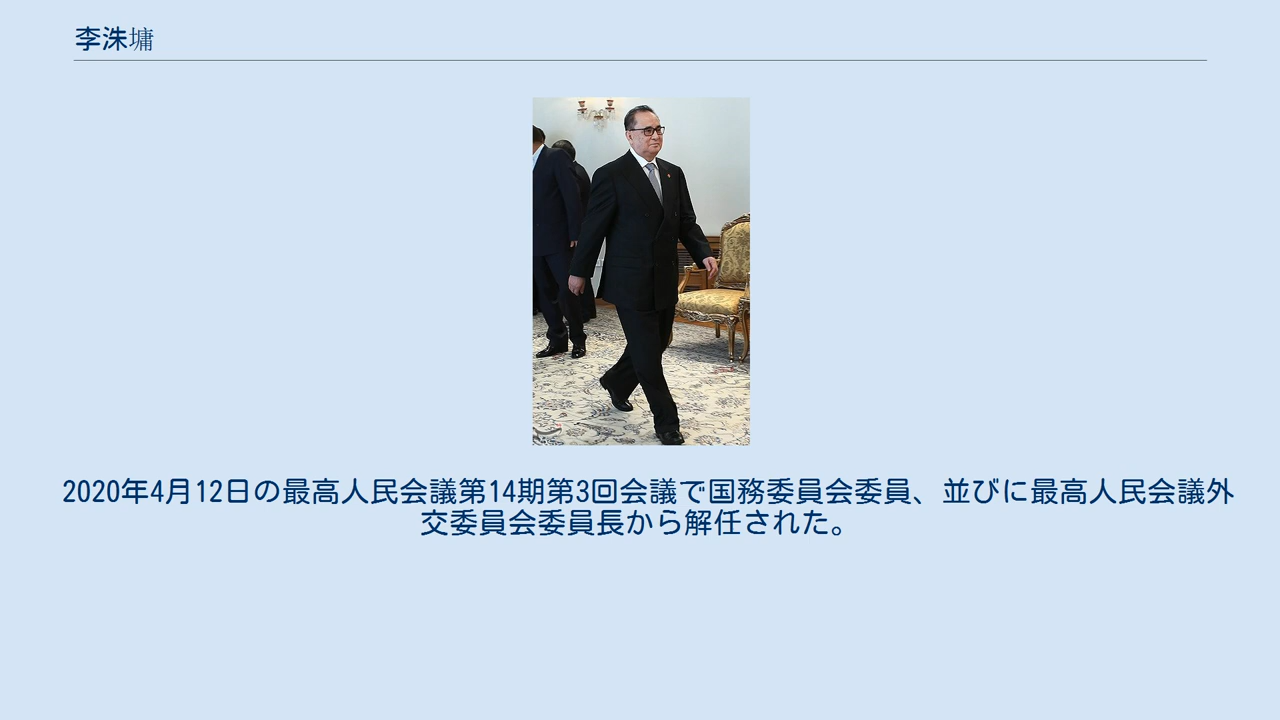 李洙墉
2020年4月12日の最高人民会議第14期第3回会議で国務委員会委員、並びに最高人民会議外
交委員会委員長から解任された。